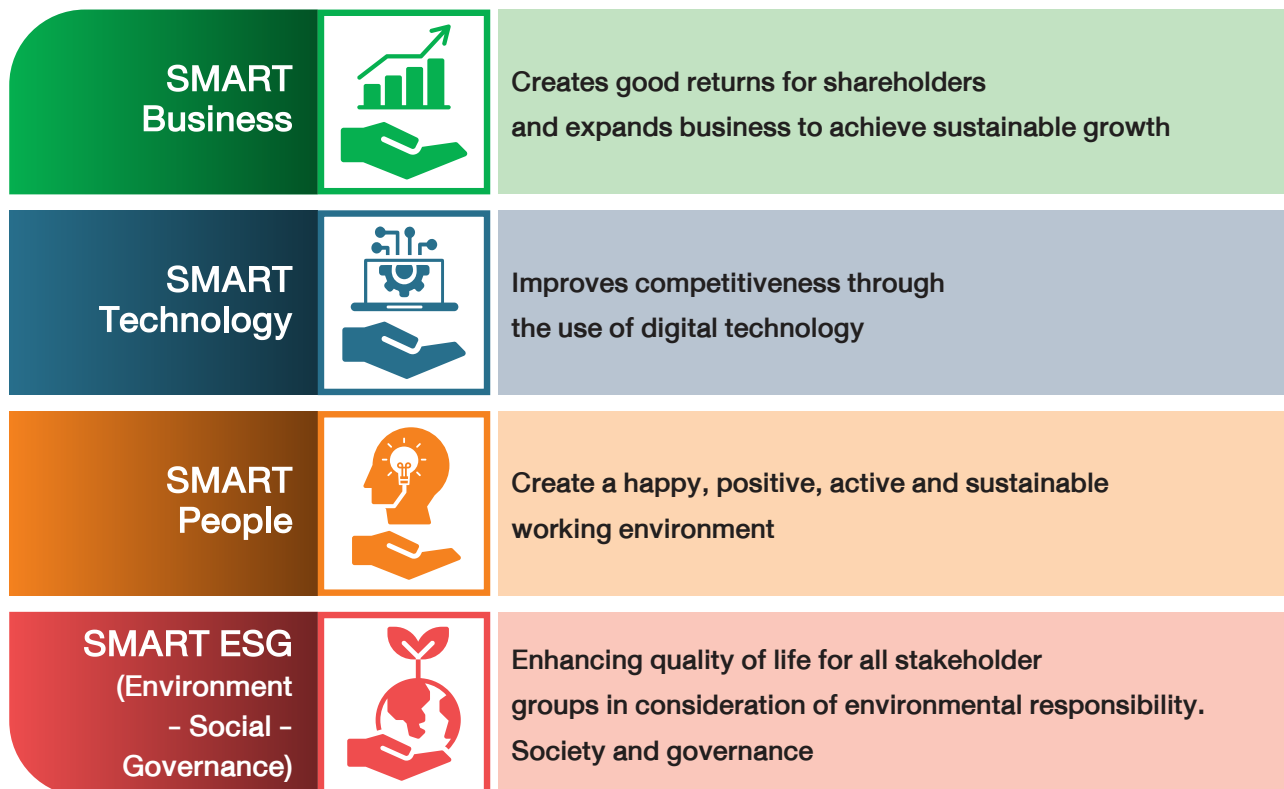 SMART
Business
Creates good returns for shareholders
and expands business to achieve sustainable growth
SMART
Technology
Improves competitiveness through
the use of digital technology
SMART
People
Create a happy, positive, active and sustainable
working environment
SMART ESG
(Environment
– Social –
Governance)
Enhancing quality of life for all stakeholder
groups in consideration of environmental responsibility.
Society and governance